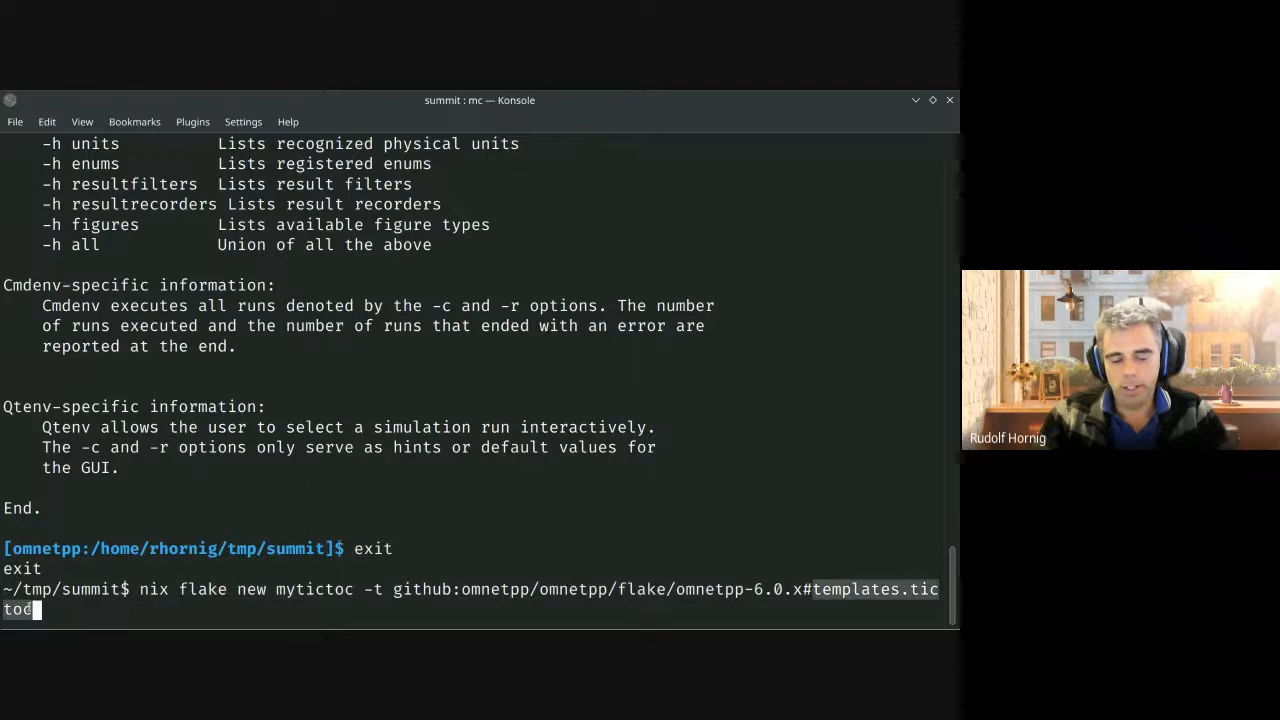 summit : mc — Konsole
File Edit View Bookmarks Plugins Settings Help
-h units Lists recognized physical units
-h enums Lists registered enums
-h resultfilters Lists result filters
-h resultrecorders Lists result recorders
-h figures Lists available figure types
-h all Union of all the above
Cmdenv-specific information:
Cmdenv executes all runs denoted by the -c and -r options. The number
of runs executed and the number of runs that ended with an error are
reported at the end.
Qtenv-specific information:
Qtenv allows the user to select a simulation run interactively.
The -c and -r options only serve as hints or default values for
the GUI.
End.
[omnetpp:/home/rhornig/tmp/summit]$ exit
exit
~/tmp/summit$ nix flake new mytictoc -t github:omnetpp/omnetpp/flake/omnetpp-6.0.x#templates.tic
toc
Rudolf Hornig